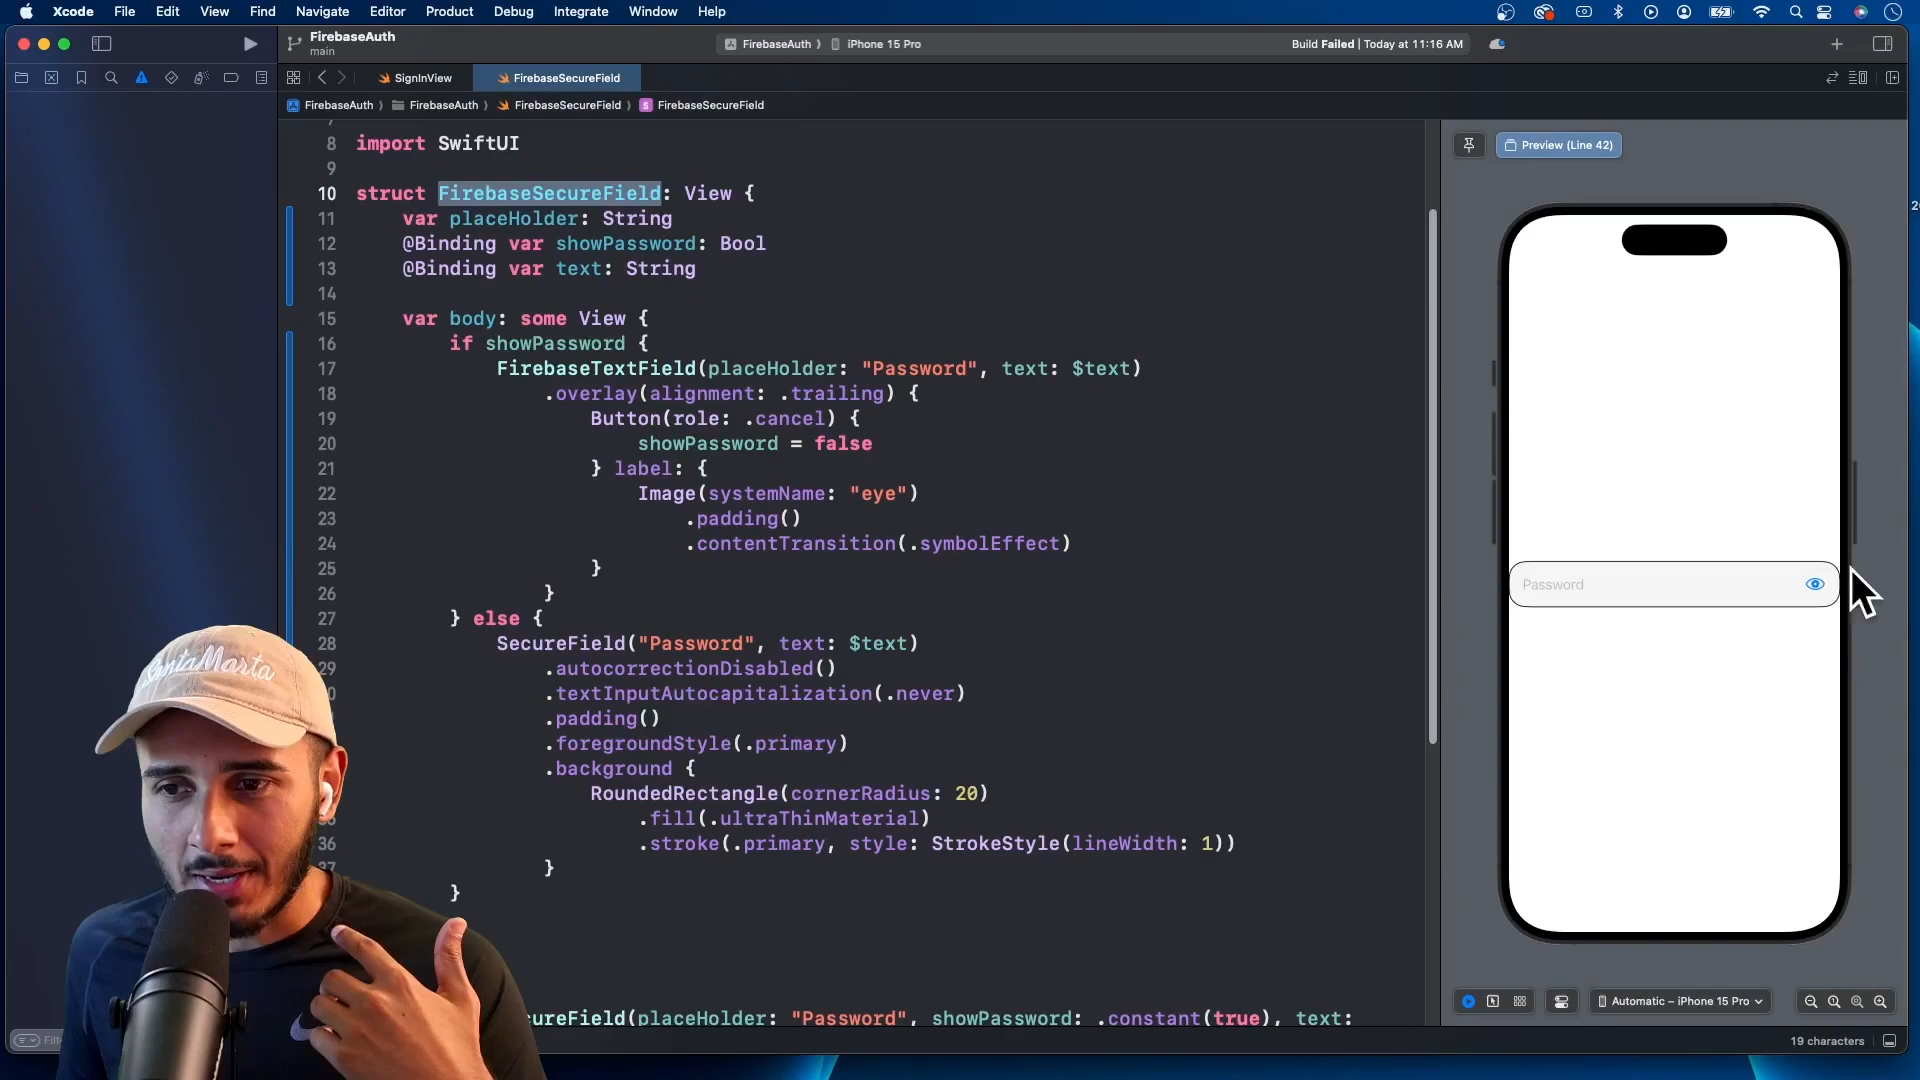 Xcode File Edit View Find Navigate Editor Product Debug Integrate Window Help
FirebaseAuth
main
FirebaseAuth iPhone 15 Pro
Build Failed | Today at 11:16 AM
SignInView
FirebaseSecureField
FirebaseAuth FirebaseAuth FirebaseSecureField S FirebaseSecureField
8 import SwiftUI
9
10 struct FirebaseSecureField: View {
11 var placeHolder: String
12 @Binding var showPassword: Bool
13 @Binding var text: String
14
15 var body: some View {
16 if showPassword {
17 FirebaseTextField(placeHolder: "Password", text: $text)
18 .overlay(alignment: .trailing) {
19 Button(role: .cancel) {
20 showPassword = false
21 } label: {
22 Image(systemName: "eye")
23 .padding()
24 .contentTransition(.symbolEffect)
25 }
26 }
27 } else {
28 SecureField("Password", text: $text)
29 .autocorrectionDisabled()
.textInputAutocapitalization(.never)
.padding()
.foregroundStyle(.primary)
.background {
RoundedRectangle(cornerRadius: 20)
.fill(.ultraThinMaterial)
36 .stroke(.primary, style: StrokeStyle(lineWidth: 1))
37 }
}
cureField(placeHolder: "Password", showPassword: .constant(true), text:
Preview (Line 42)
Password
Automatic – iPhone 15 Pro
19 characters
SantaMarta